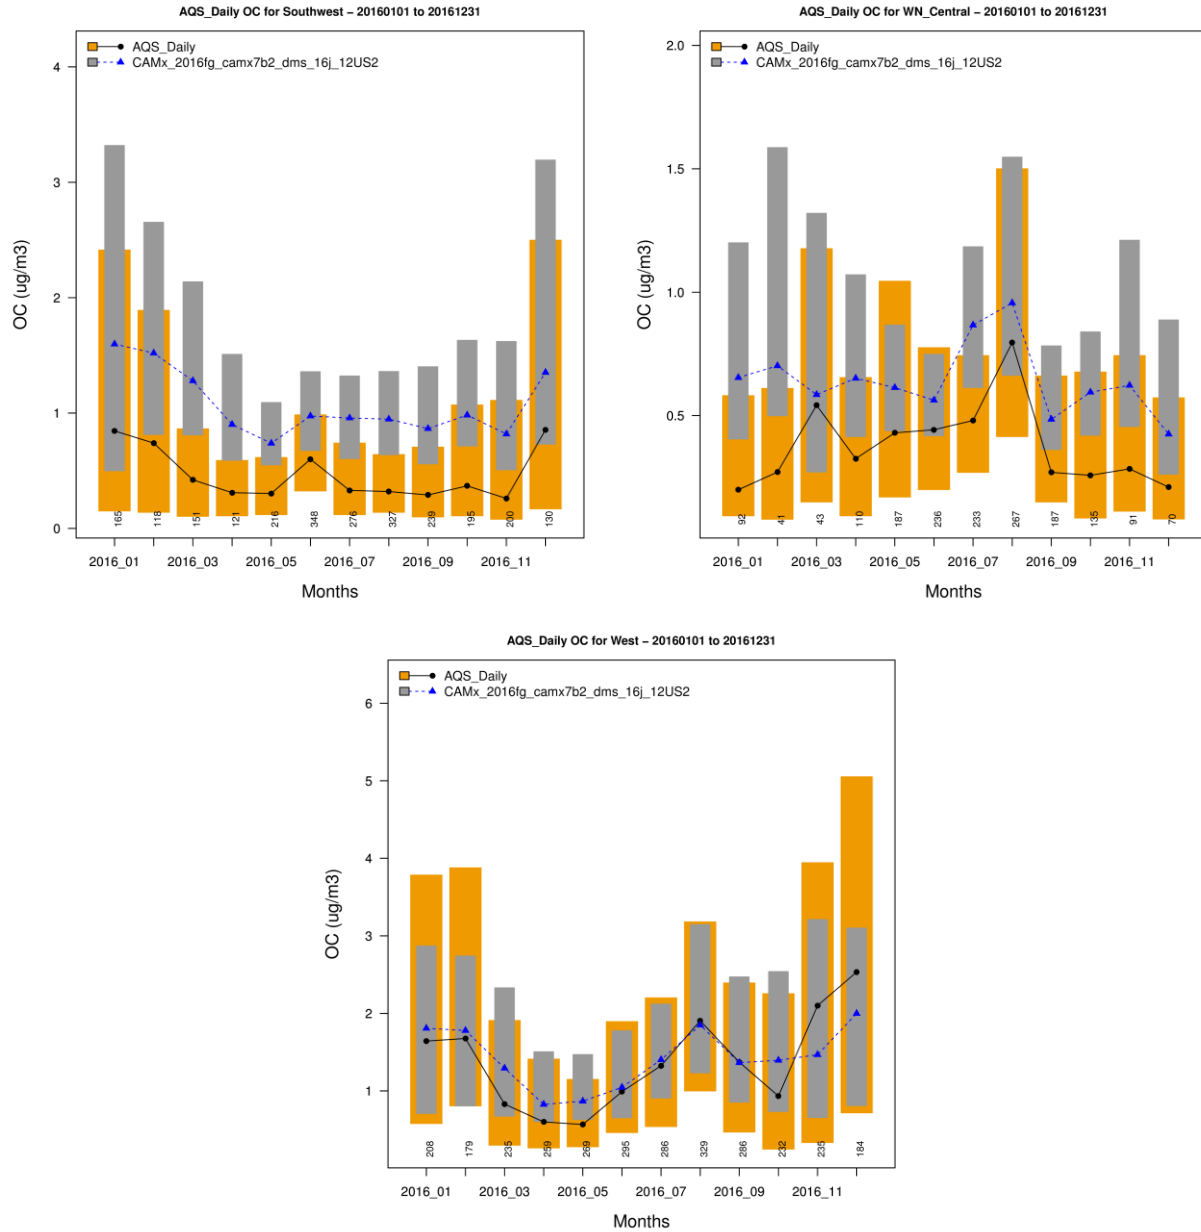 AQS_Daily OC for Southwest − 20160101 to 20161231
AQS_Daily
CAMx_2016fg_camx7b2_dms_16j_12US2
OC (ug/m3)
4
3
2
1
0
165 118 151 121 216 348 276 327 239 195 200 130
2016_01 2016_03 2016_05 2016_07 2016_09 2016_11
Months
AQS_Daily OC for WN_Central − 20160101 to 20161231
AQS_Daily
CAMx_2016fg_camx7b2_dms_16j_12US2
OC (ug/m3)
2.0
1.5
1.0
0.5
92 41 43 110 187 236 233 267 187 135 91 70
2016_01 2016_03 2016_05 2016_07 2016_09 2016_11
Months
AQS_Daily OC for West − 20160101 to 20161231
AQS_Daily
CAMx_2016fg_camx7b2_dms_16j_12US2
OC (ug/m3)
6
5
4
3
2
1
208 179 235 259 269 295 286 329 286 232 235 184
2016_01 2016_03 2016_05 2016_07 2016_09 2016_11
Months